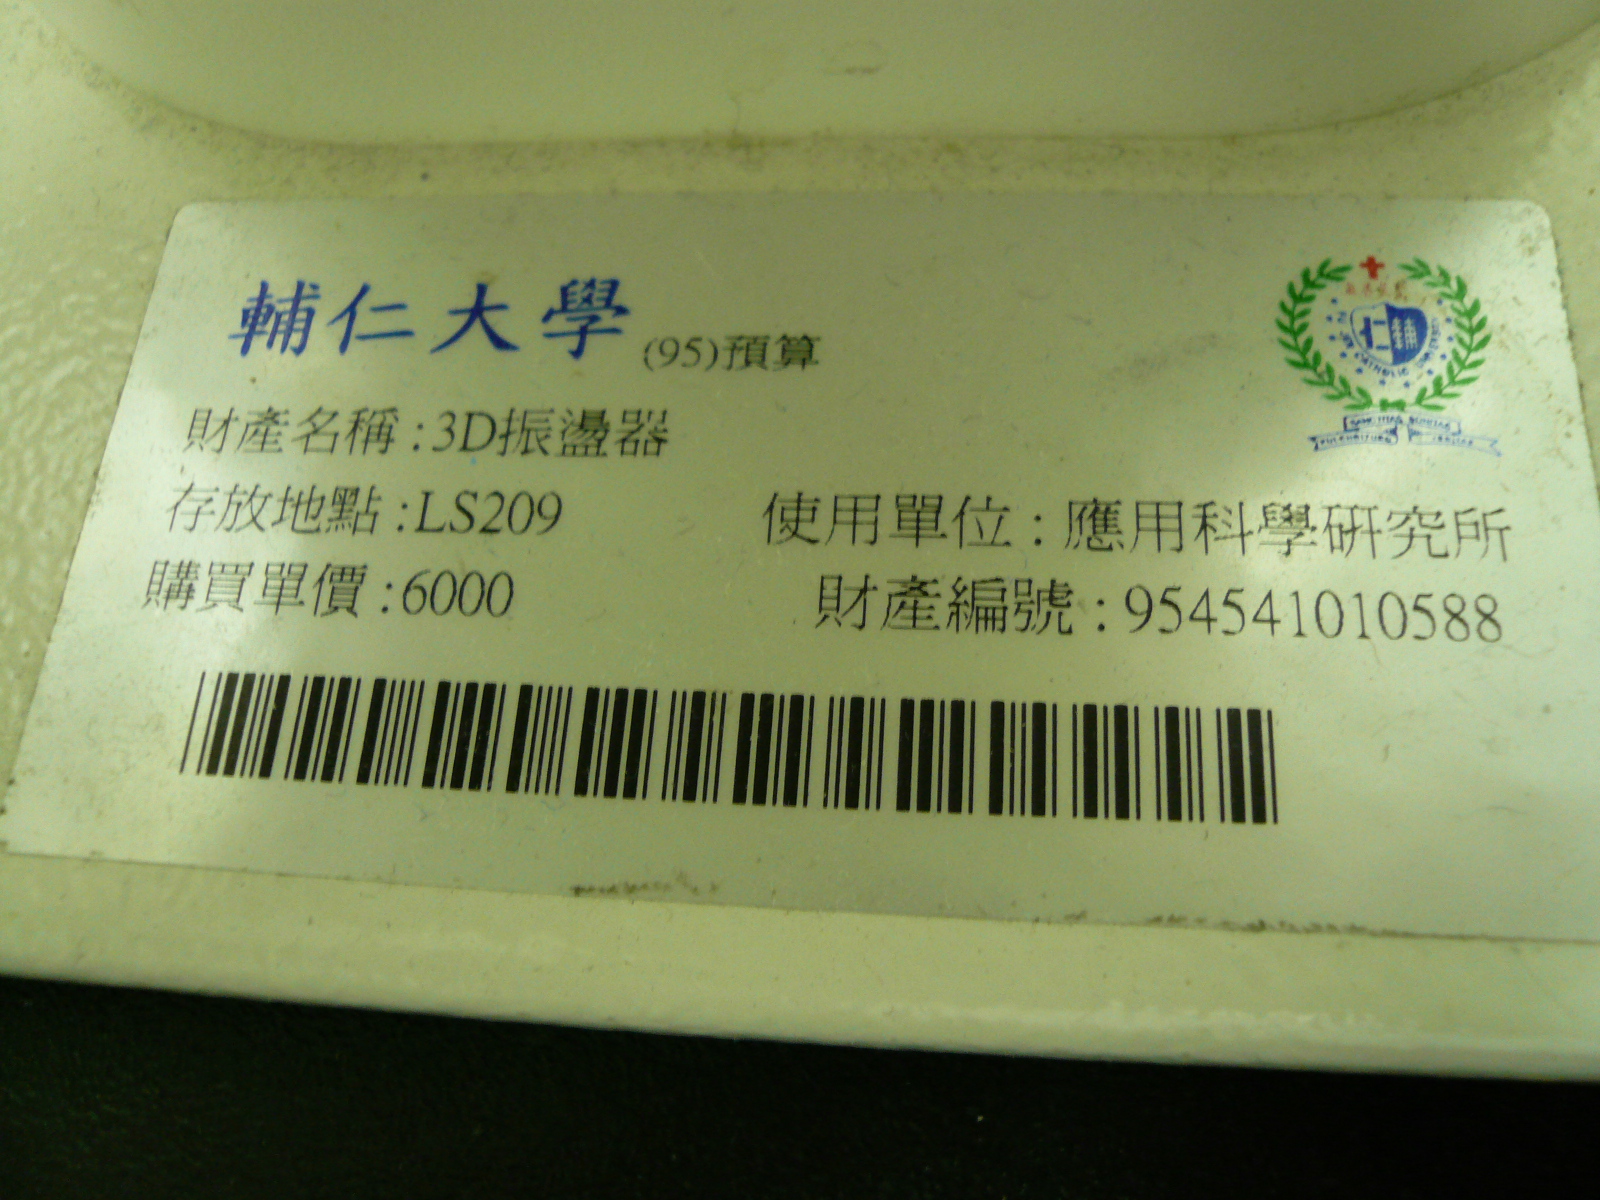 輔仁大學 (95)預算
財產名稱:3D振盪器
存放地點:LS209
使用單位:應用科學研究所
購買單價:6000
財產編號:954541010588
仁輔